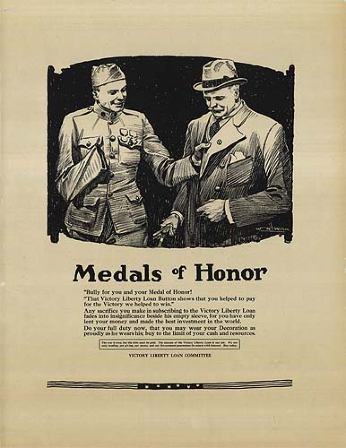 Medals of Honor
"Bully for you and your Medal of Honor!
"That Victory Liberty Loan Button shows that you helped to pay
for the Victory we helped to win."
Any sacrifice you make in subscribing to the Victory Liberty Loan
fades into insignificance beside his empty sleeve, for you have only
lent your money and made the best investment in the world.
Do your full duty now, that you may wear your Decoration as
proudly as he wears his; buy to the limit of your cash and resources.
VICTORY LIBERTY LOAN COMMITTEE